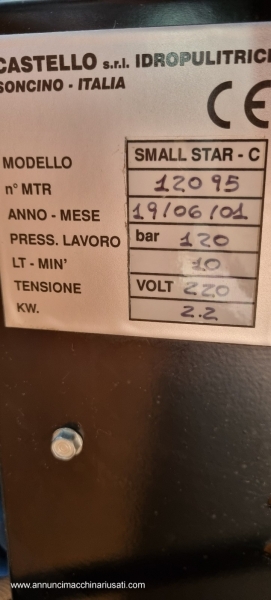 CASTELLO s.r.l. IDROPULITRICI
SONCINO - ITALIA
CE
MODELLO SMALL STAR - C
n° MTR 12095
ANNO - MESE 19/06/01
PRESS. LAVORO bar 120
LT - MIN' 10
TENSIONE VOLT 220
KW. 2.2
www.annuncimacchinariusati.com